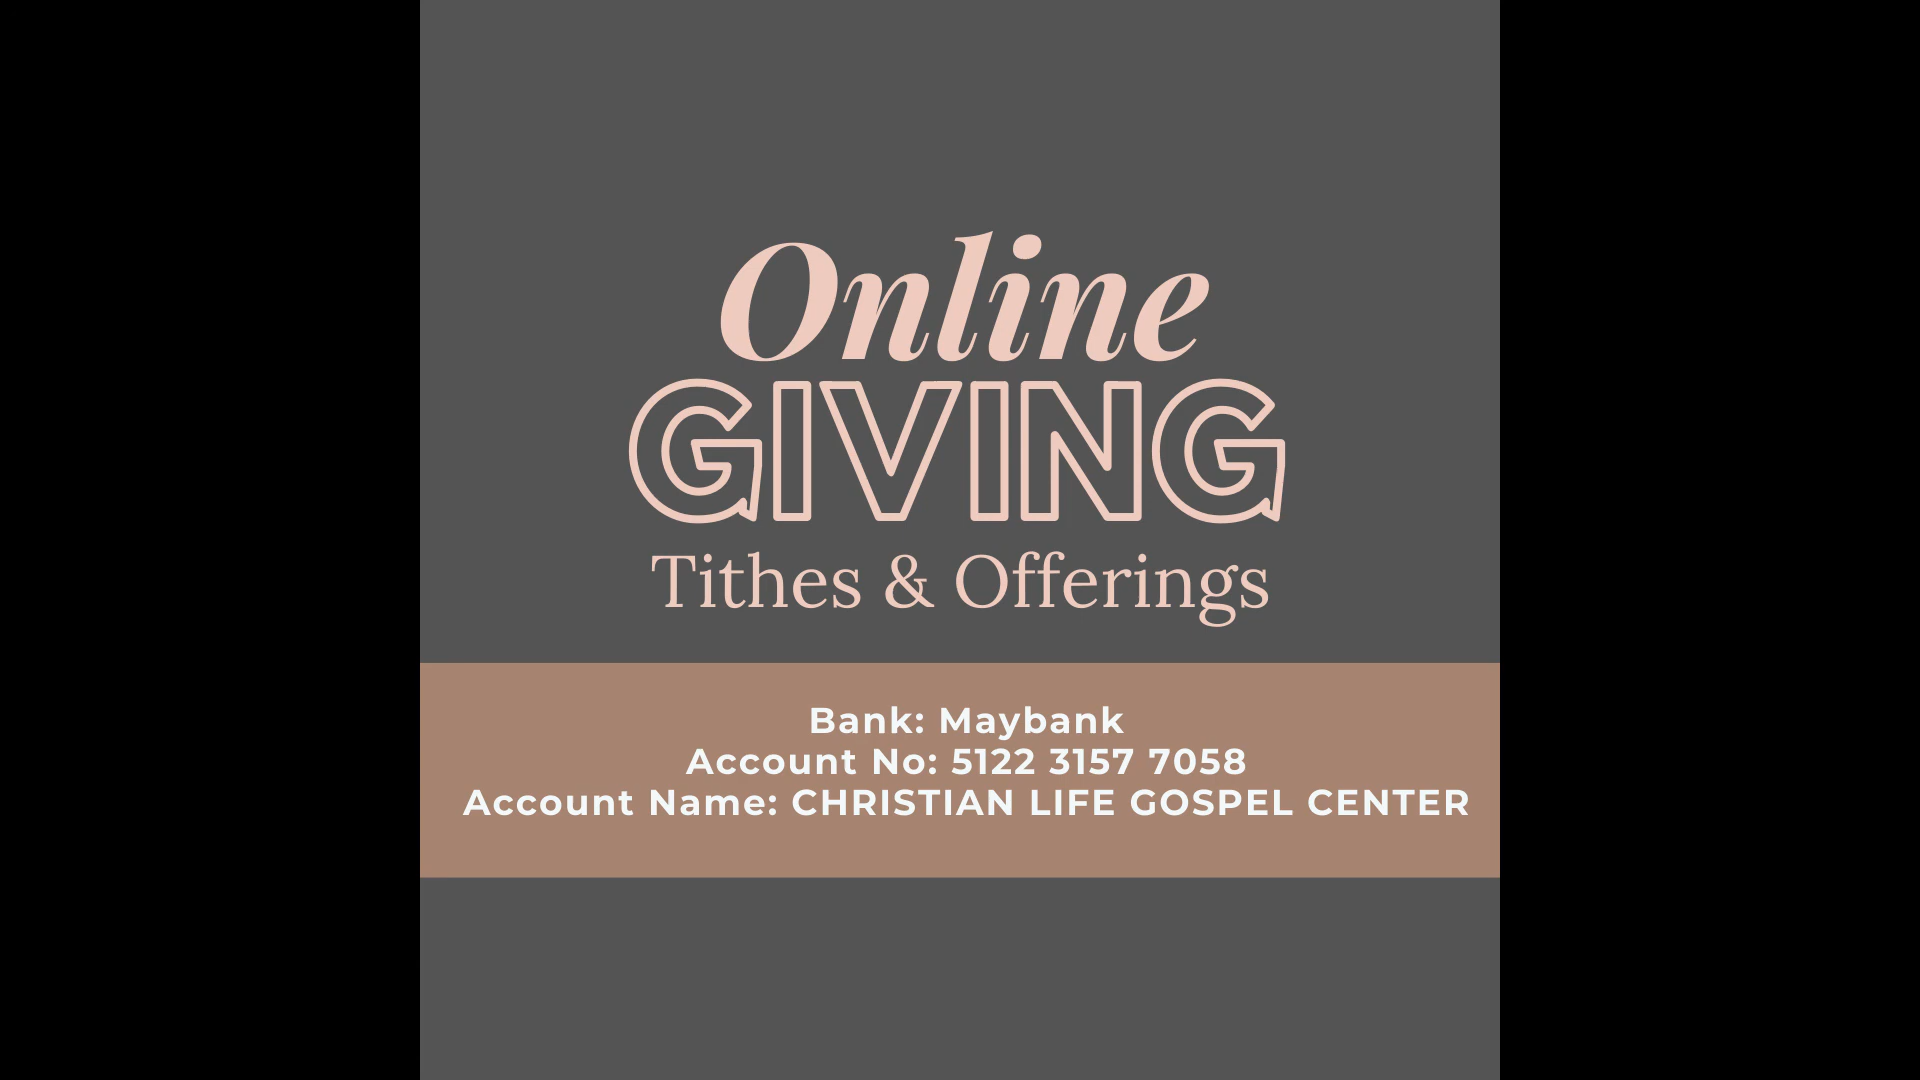 Online
GIVING
Tithes & Offerings
Bank: Maybank
Account No: 5122 3157 7058
Account Name: CHRISTIAN LIFE GOSPEL CENTER